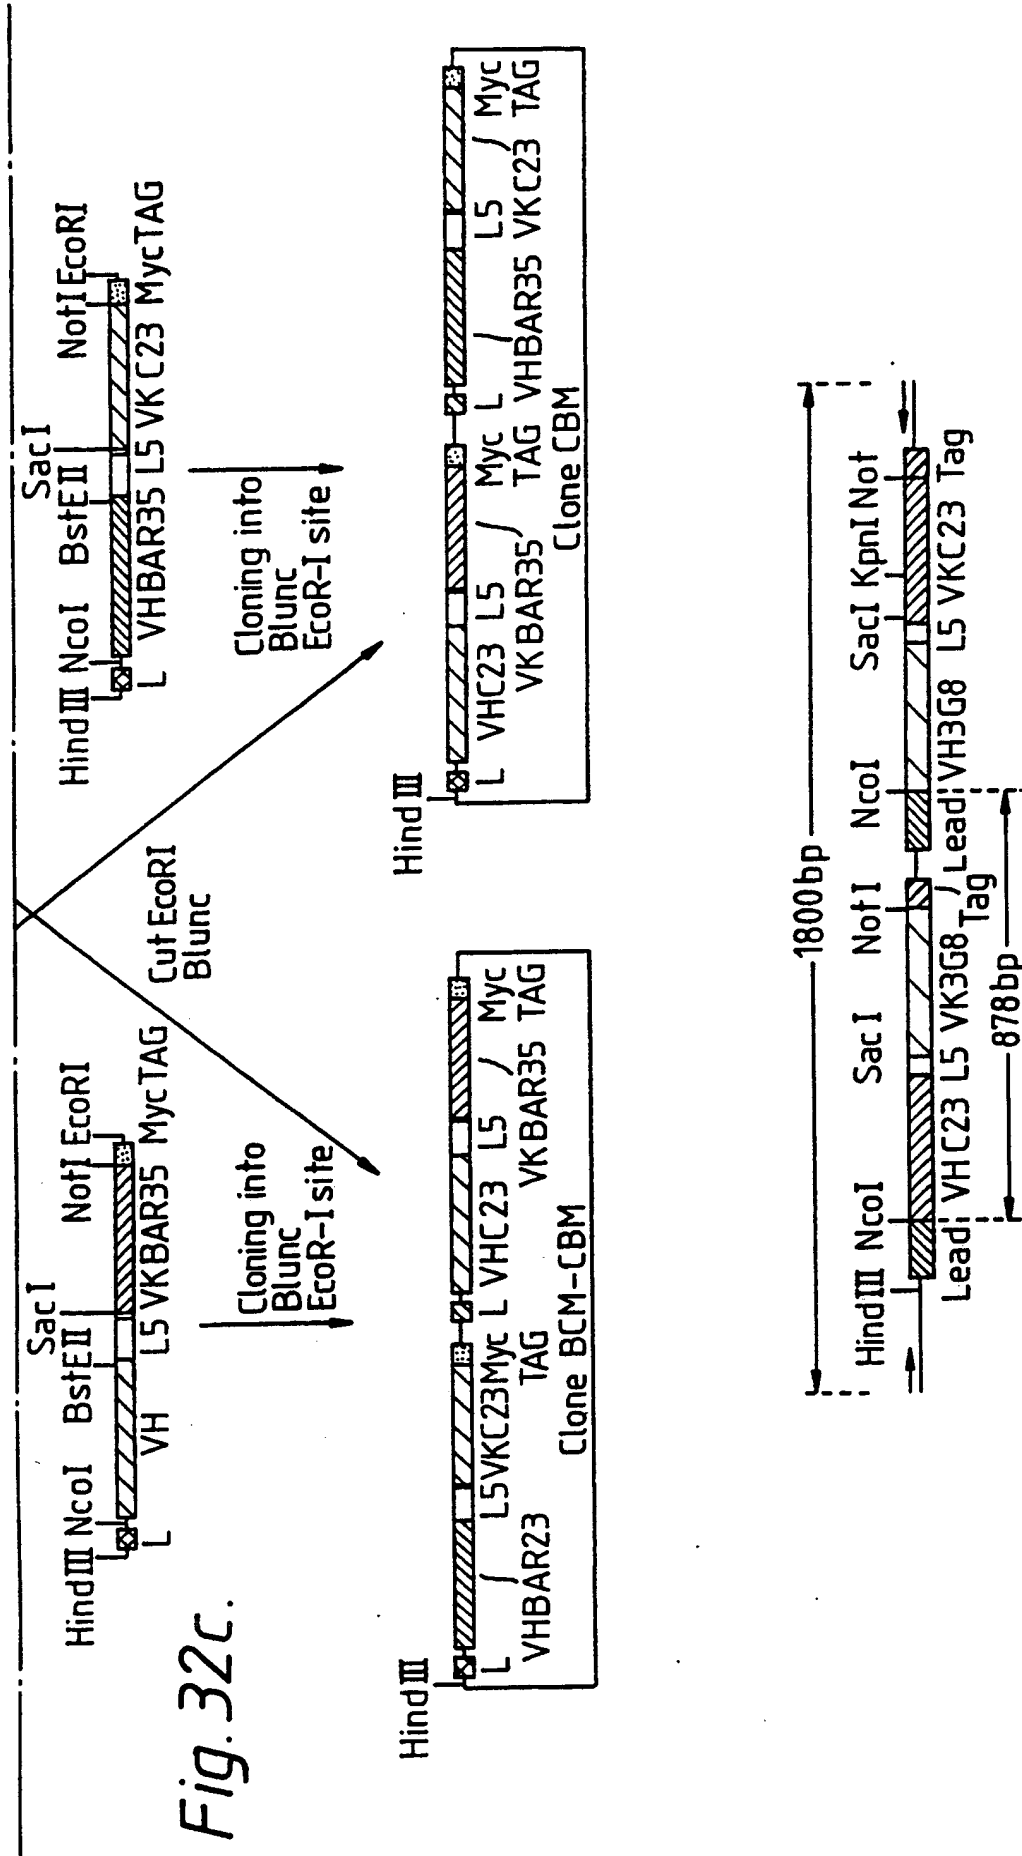 Fig. 32c.
HindIII NcoI BstEII SacI NotI EcoRI
L VH L5 VKBAR35 MycTAG
HindIII NcoI BstEII SacI NotI EcoRI
L VHBAR35 L5 VKC23 MycTAG
Cloning into
Blunc
EcoR-I site
Cut EcoRI
Blunc
Cloning into
Blunc
EcoR-I site
HindIII
L L5VKC23Myc L VHC23 L5 Myc
VHBAR23 TAG VKBAR35 TAG
Clone BCM-CBM
HindIII
L VHC23 L5 Myc L L5 Myc
VKBAR35 TAG VHBAR35 VKC23 TAG
Clone CBM
1800bp
HindIII NcoI SacI NotI NcoI SacI KpnI Not
Lead VHC23 L5 VK3G8 Lead VH3G8 L5 VKC23 Tag
Tag
878bp